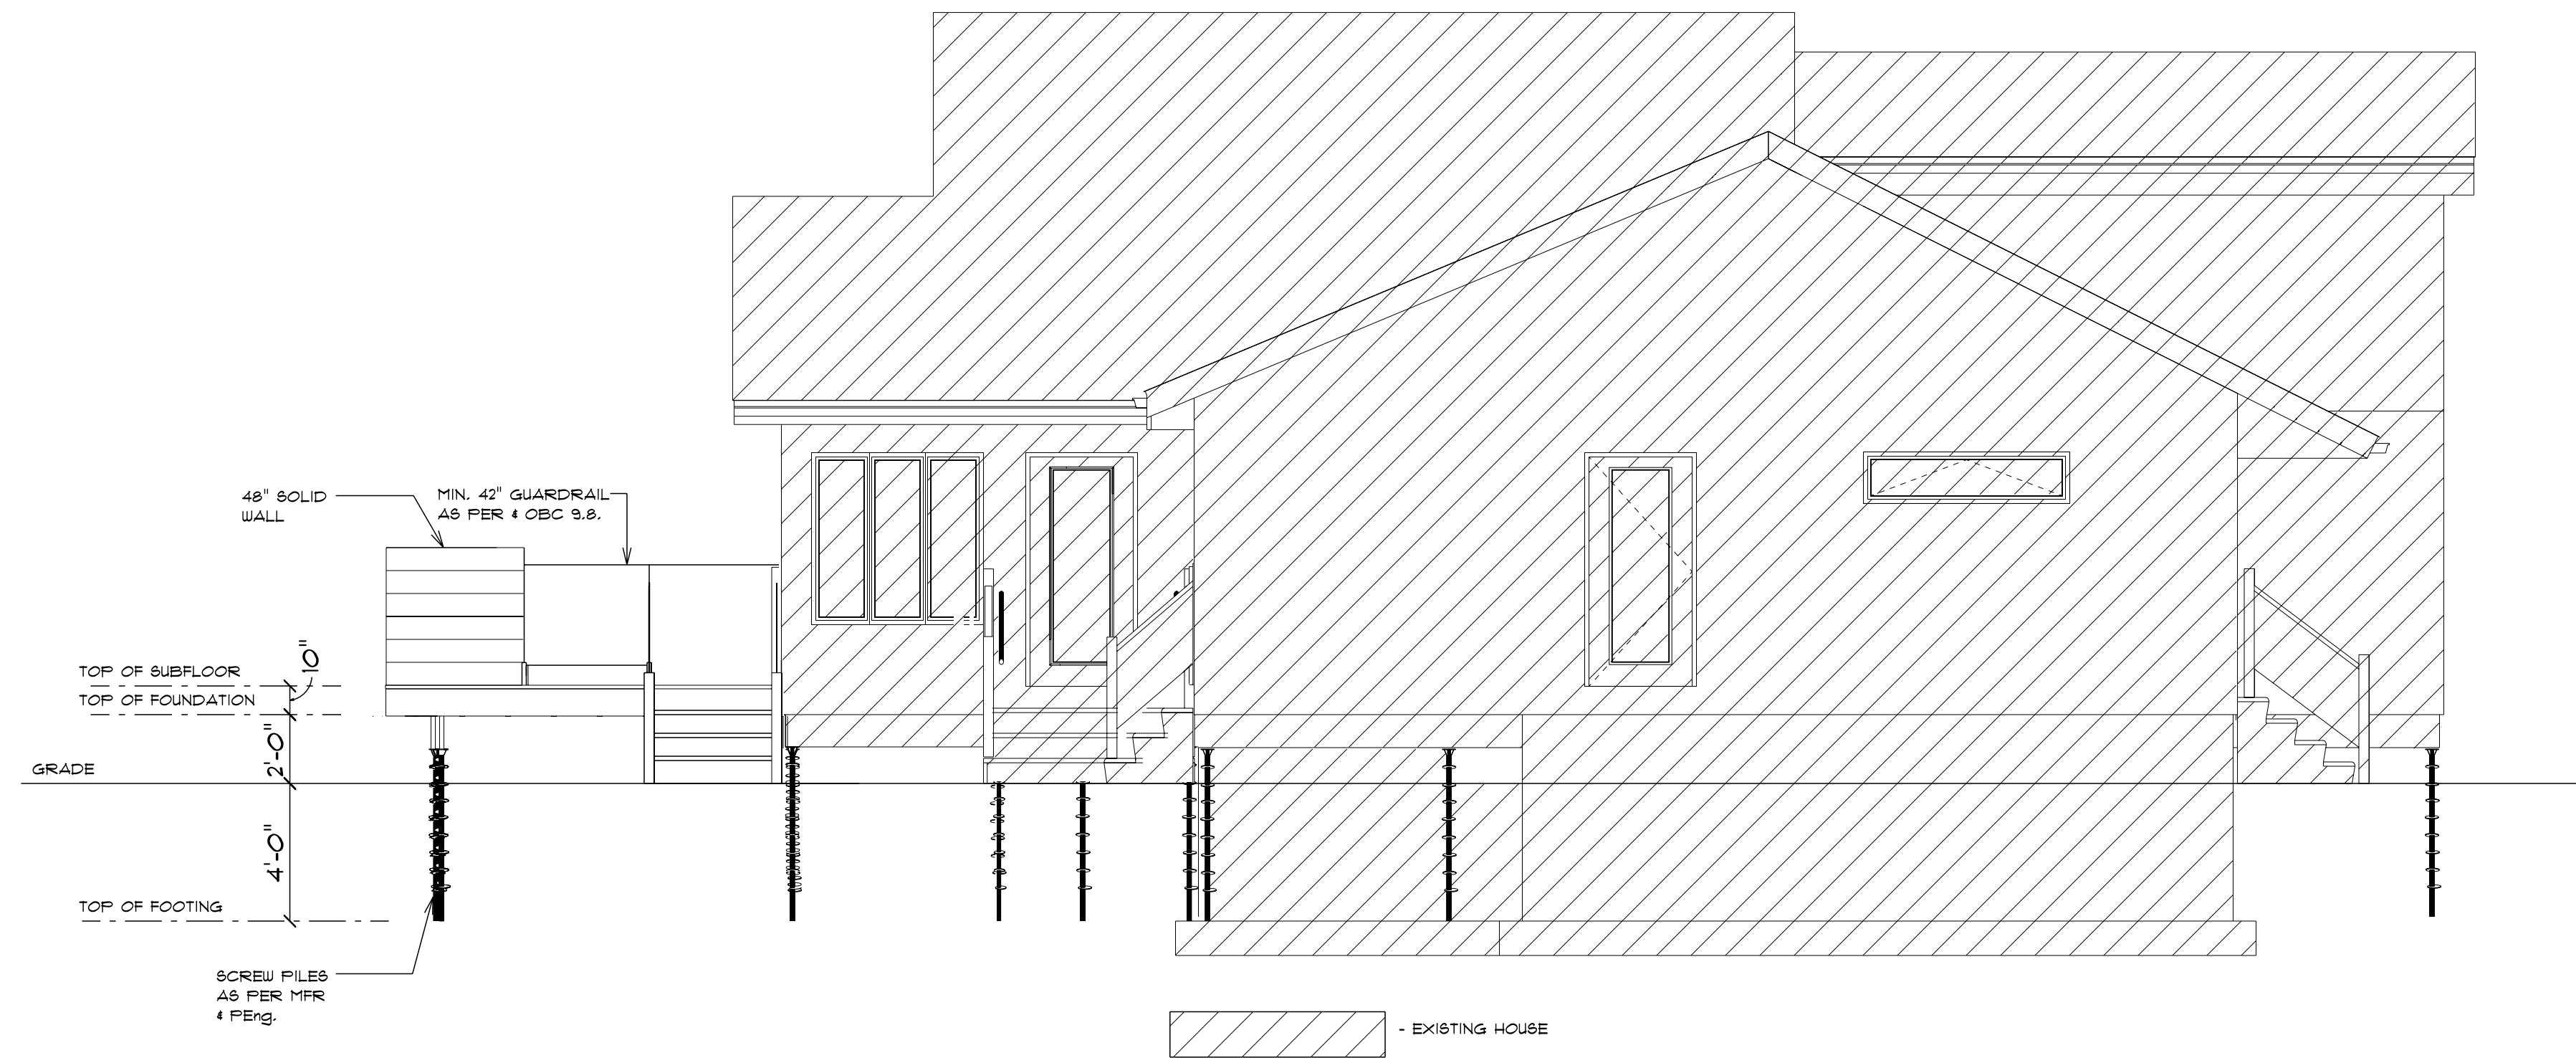 48" SOLID
WALL
MIN. 42" GUARDRAIL
AS PER & OBC 9.8.
TOP OF SUBFLOOR
10"
TOP OF FOUNDATION
2'-0"
GRADE
4'-0"
TOP OF FOOTING
SCREW PILES
AS PER MFR
& PEng.
- EXISTING HOUSE